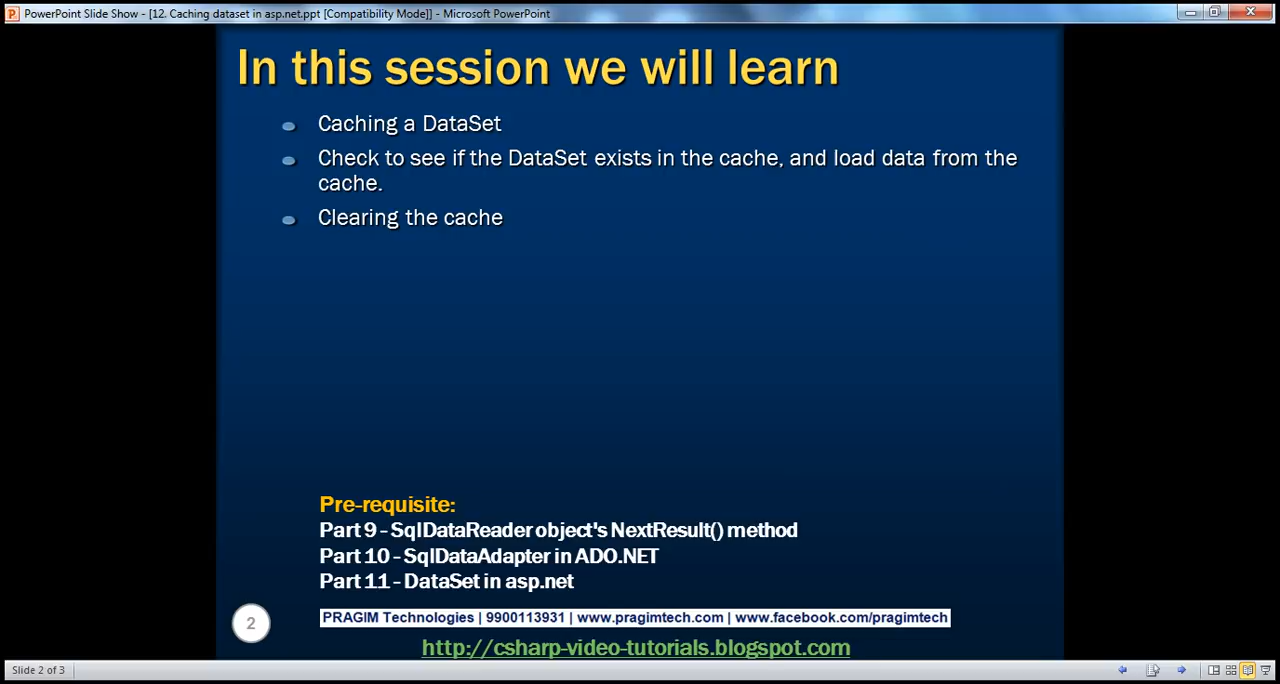 PowerPoint Slide Show - [12. Caching dataset in asp.net.ppt [Compatibility Mode]] - Microsoft PowerPoint
In this session we will learn
Caching a DataSet
Check to see if the DataSet exists in the cache, and load data from the
cache.
Clearing the cache
Pre-requisite:
Part 9 - SqlDataReader object's NextResult() method
Part 10 - SqlDataAdapter in ADO.NET
Part 11 - DataSet in asp.net
2
PRAGIM Technologies | 9900113931 | www.pragimtech.com | www.facebook.com/pragimtech
http://csharp-video-tutorials.blogspot.com
Slide 2 of 3